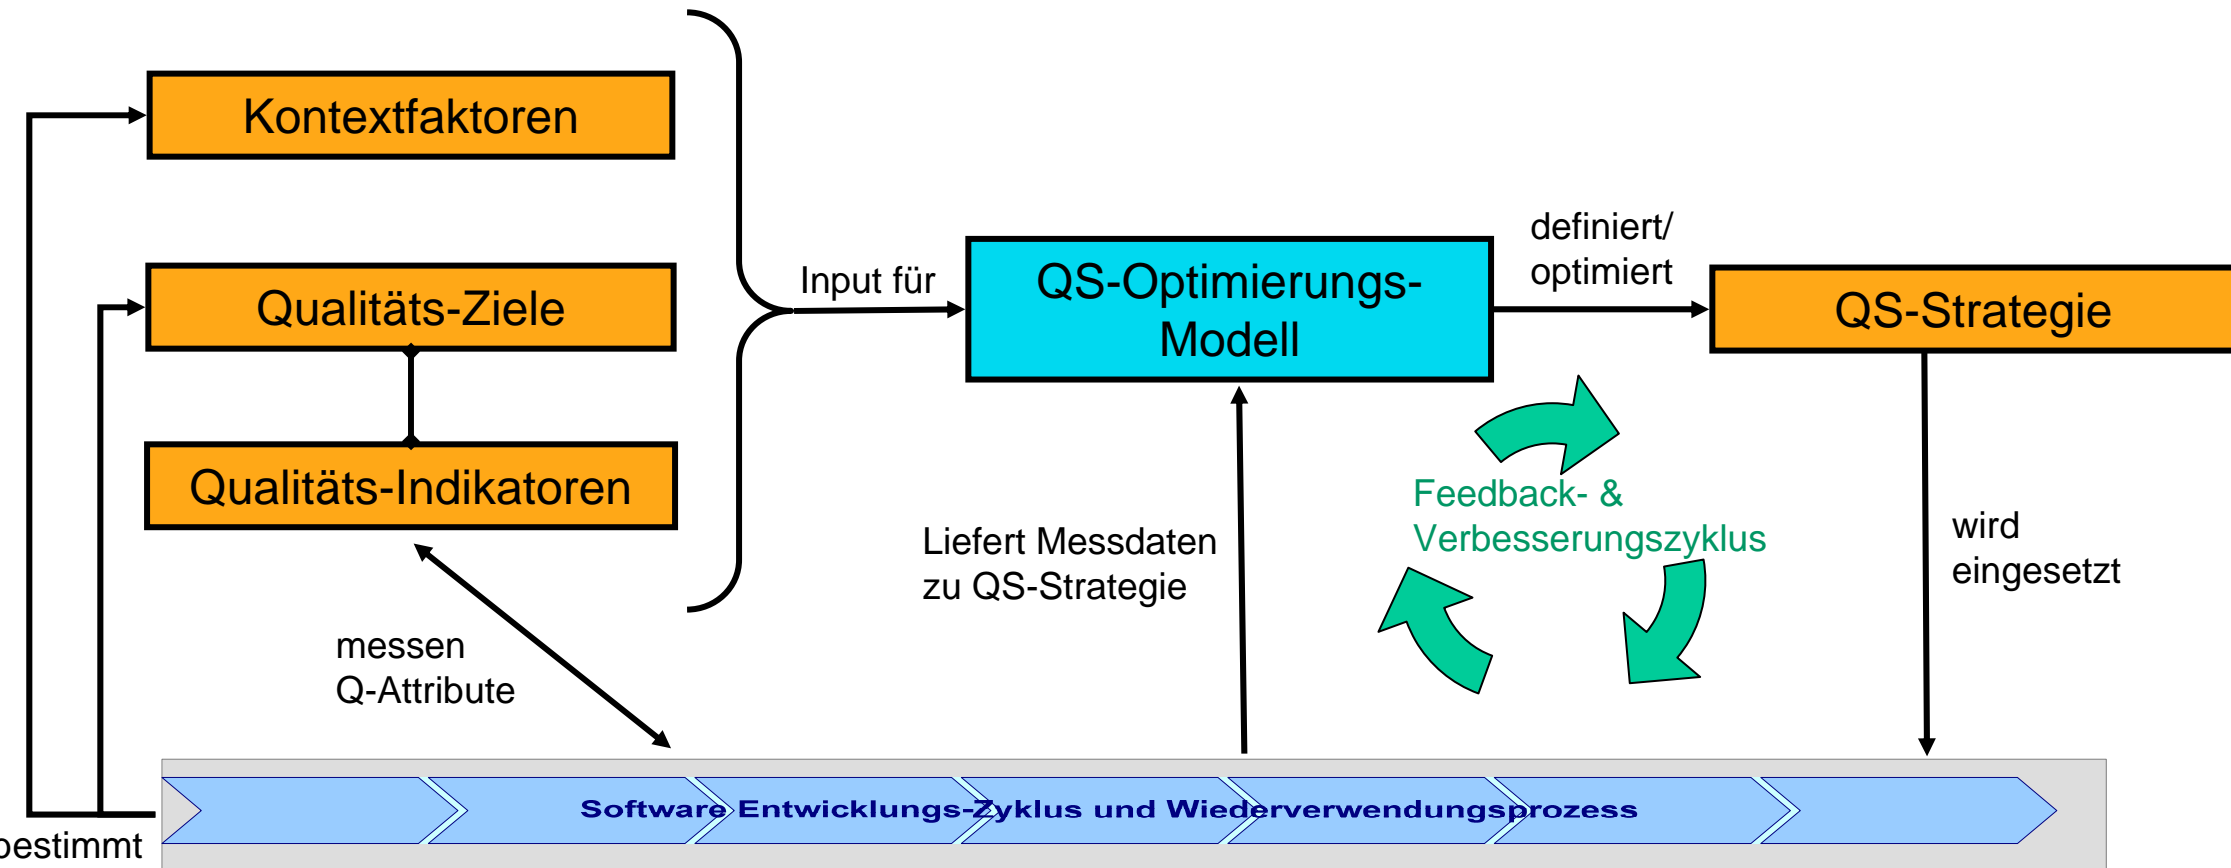 Kontextfaktoren
Qualitäts-Ziele
Qualitäts-Indikatoren
Input für
QS-Optimierungs-
Modell
definiert/
optimiert
QS-Strategie
Feedback- &
Verbesserungszyklus
Liefert Messdaten
zu QS-Strategie
wird
eingesetzt
messen
Q-Attribute
Software Entwicklungs-Zyklus und Wiederverwendungsprozess
bestimmt